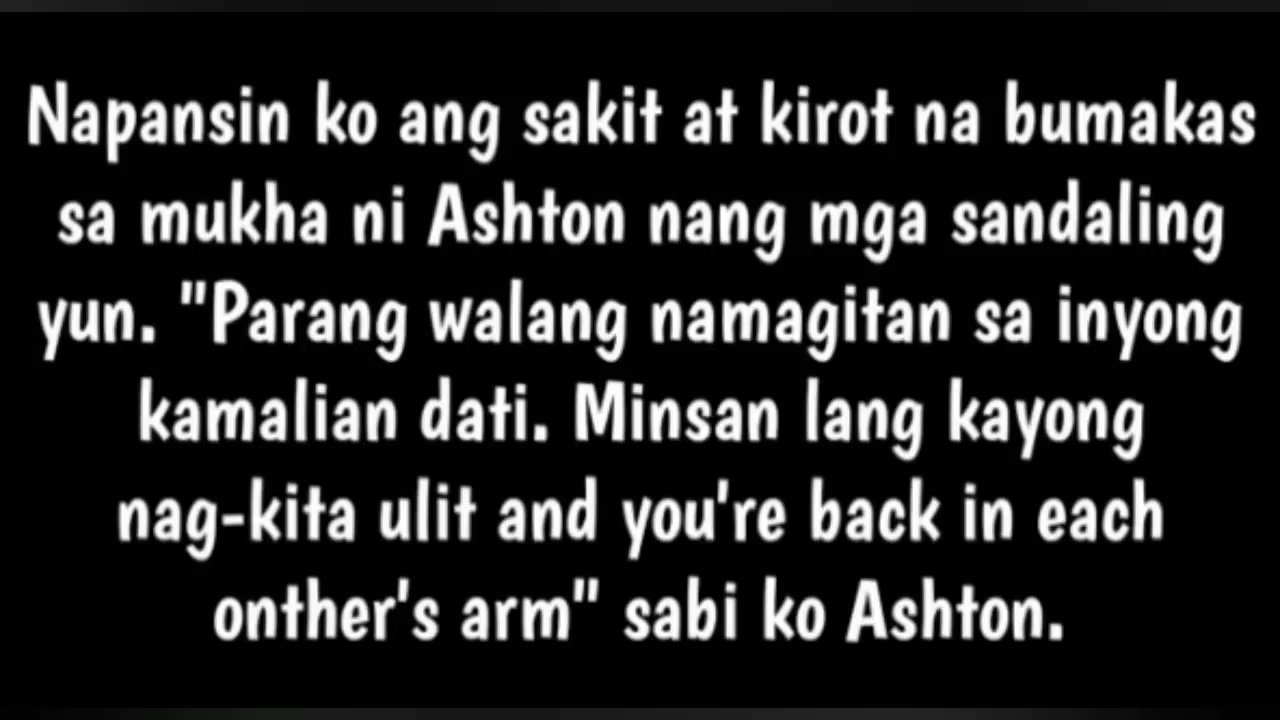 Napansin ko ang sakit at kirot na bumakas
sa mukha ni Ashton nang mga sandaling
yun. "Parang walang namagitan sa inyong
kamalian dati. Minsan lang kayong
nag-kita ulit and you're back in each
onther's arm" sabi ko Ashton.